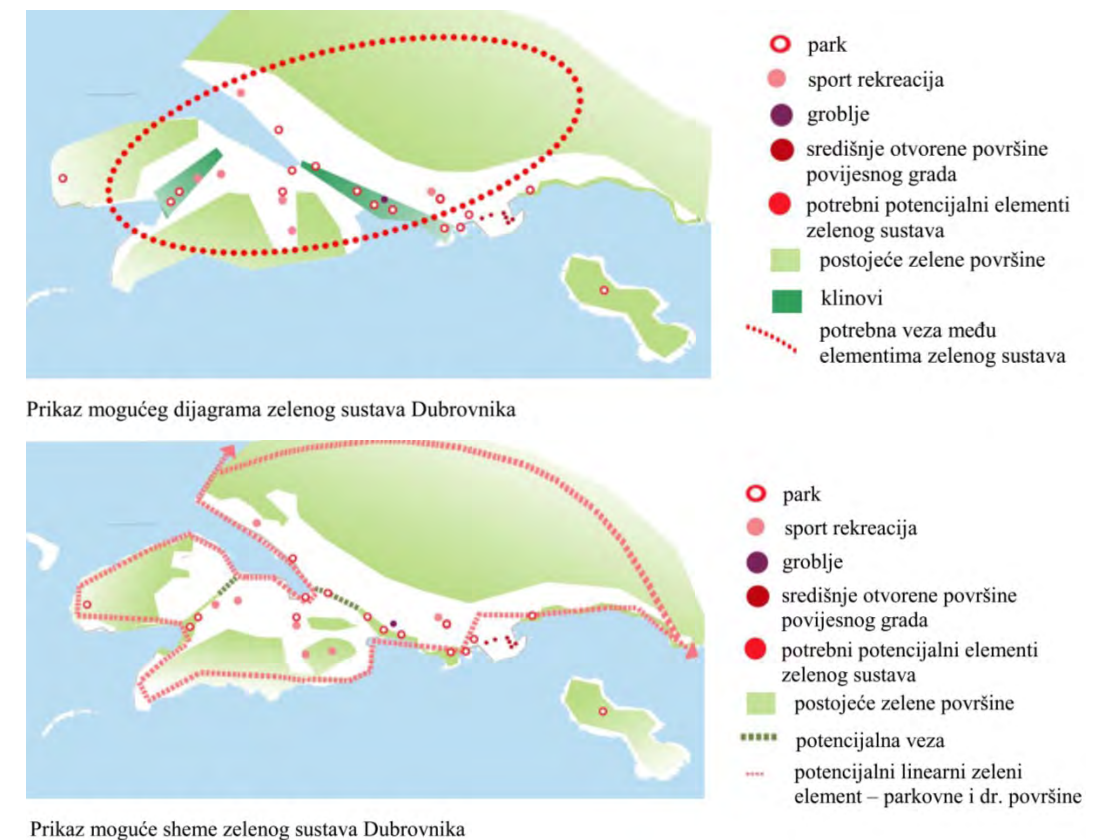 park
sport rekreacija
groblje
središnje otvorene površine
povijesnog grada
potrebni potencijalni elementi
zelenog sustava
postojeće zelene površine
klinovi
potrebna veza među
elementima zelenog sustava
Prikaz mogućeg dijagrama zelenog sustava Dubrovnika
park
sport rekreacija
groblje
središnje otvorene površine
povijesnog grada
potrebni potencijalni elementi
zelenog sustava
postojeće zelene površine
potencijalna veza
potencijalni linearni zeleni
element – parkovne i dr. površine
Prikaz moguće sheme zelenog sustava Dubrovnika